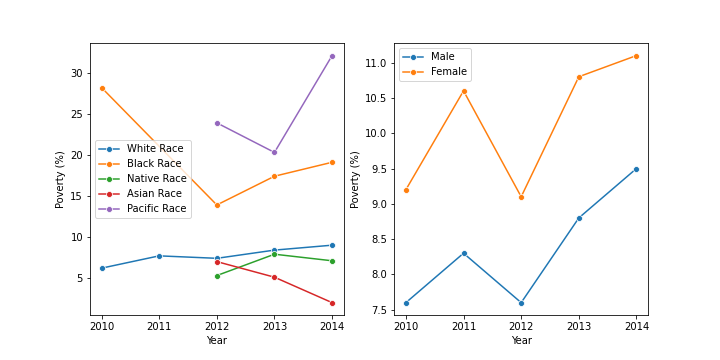 30
25
20
15
10
5
Poverty (%)
White Race
Black Race
Native Race
Asian Race
Pacific Race
2010 2011 2012 2013 2014
Year
11.0
10.5
10.0
9.5
9.0
8.5
8.0
7.5
Poverty (%)
Male
Female
2010 2011 2012 2013 2014
Year